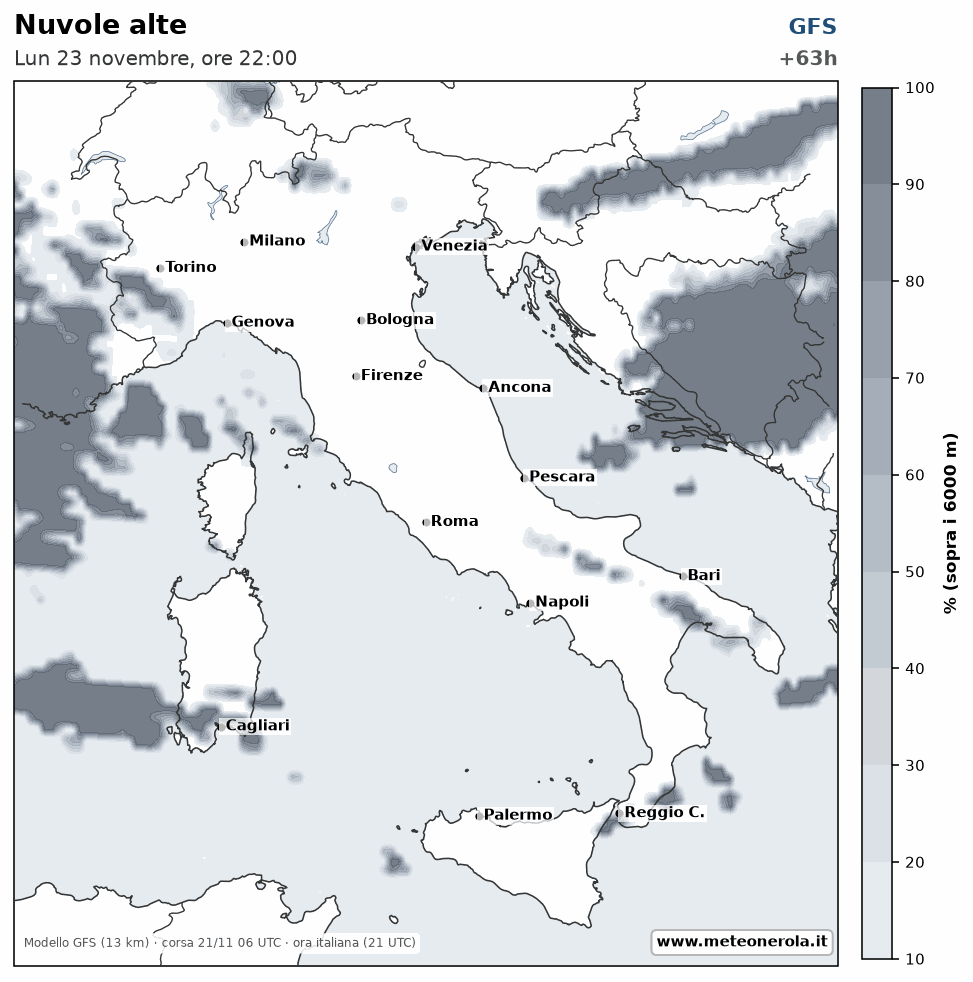 Nuvole alte
GFS
Lun 23 novembre, ore 22:00
+63h
100
90
80
70
60
50
40
30
20
10
% (sopra i 6000 m)
Milano
Venezia
Torino
Genova
Bologna
Firenze
Ancona
Pescara
Roma
Bari
Napoli
Cagliari
Palermo
Reggio C.
Modello GFS (13 km) · corsa 21/11 06 UTC · ora italiana (21 UTC)
www.meteonerola.it